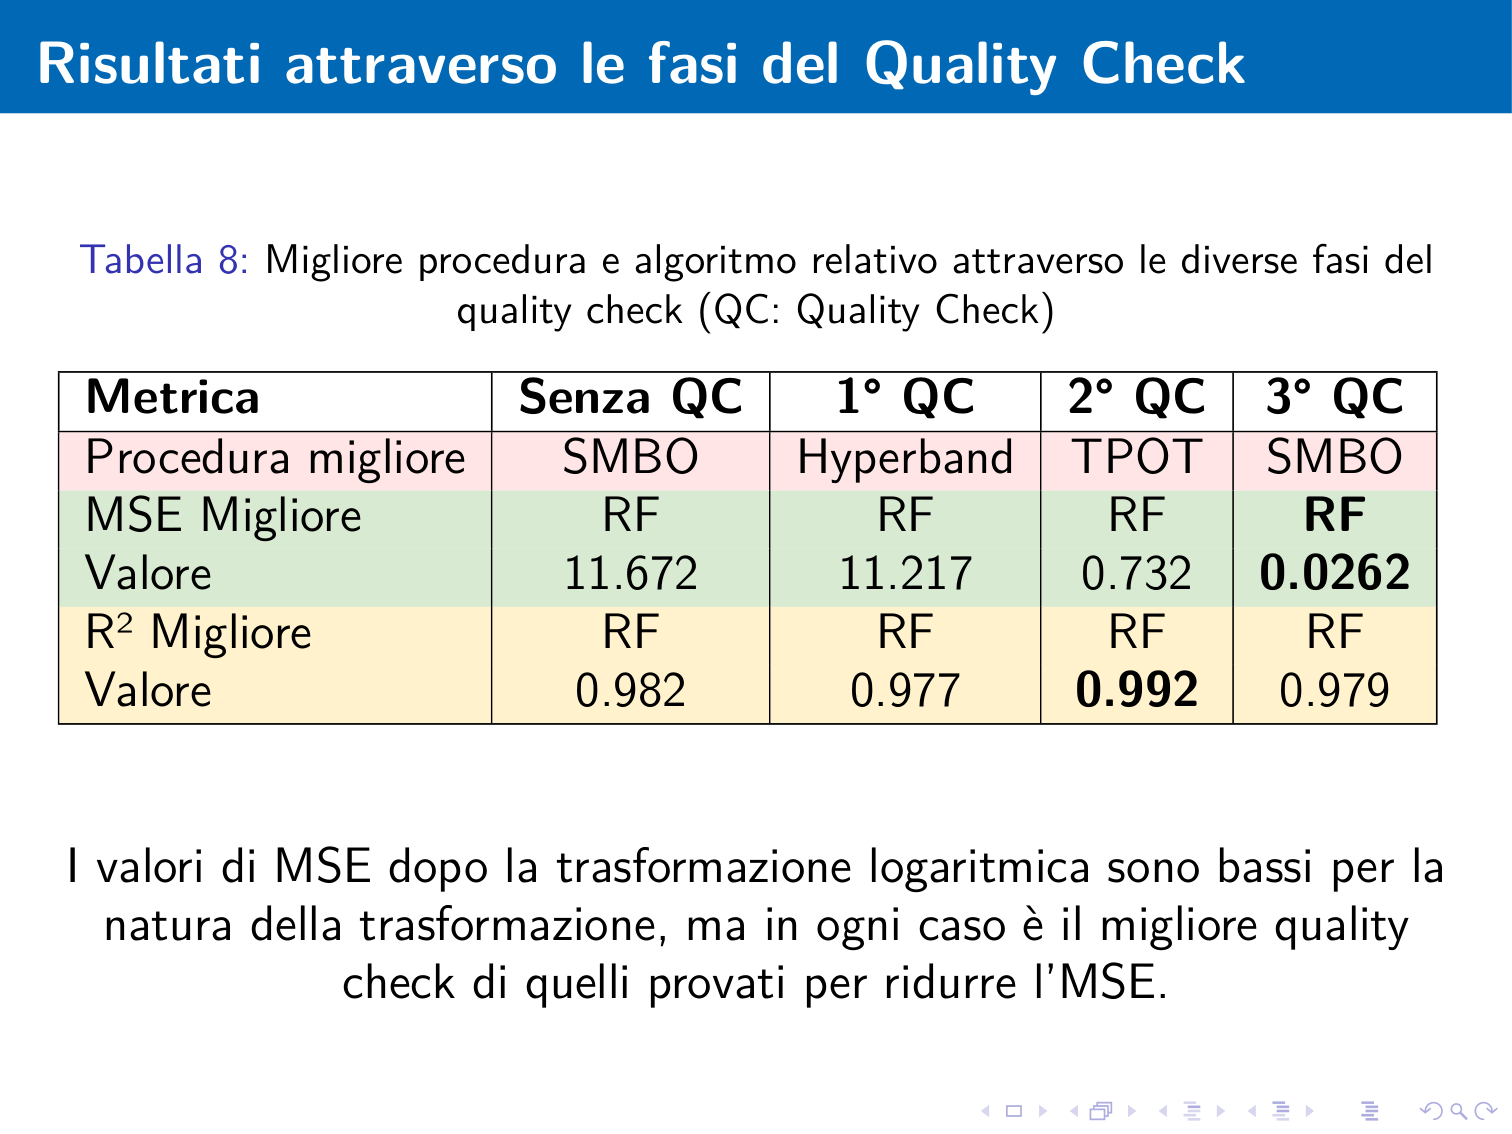 Risultati attraverso le fasi del Quality Check
Tabella 8: Migliore procedura e algoritmo relativo attraverso le diverse fasi del
quality check (QC: Quality Check)
Metrica Senza QC 1° QC 2° QC 3° QC
Procedura migliore SMBO Hyperband TPOT SMBO
MSE Migliore RF RF RF RF
Valore 11.672 11.217 0.732 0.0262
R² Migliore RF RF RF RF
Valore 0.982 0.977 0.992 0.979
I valori di MSE dopo la trasformazione logaritmica sono bassi per la
natura della trasformazione, ma in ogni caso è il migliore quality
check di quelli provati per ridurre l'MSE.